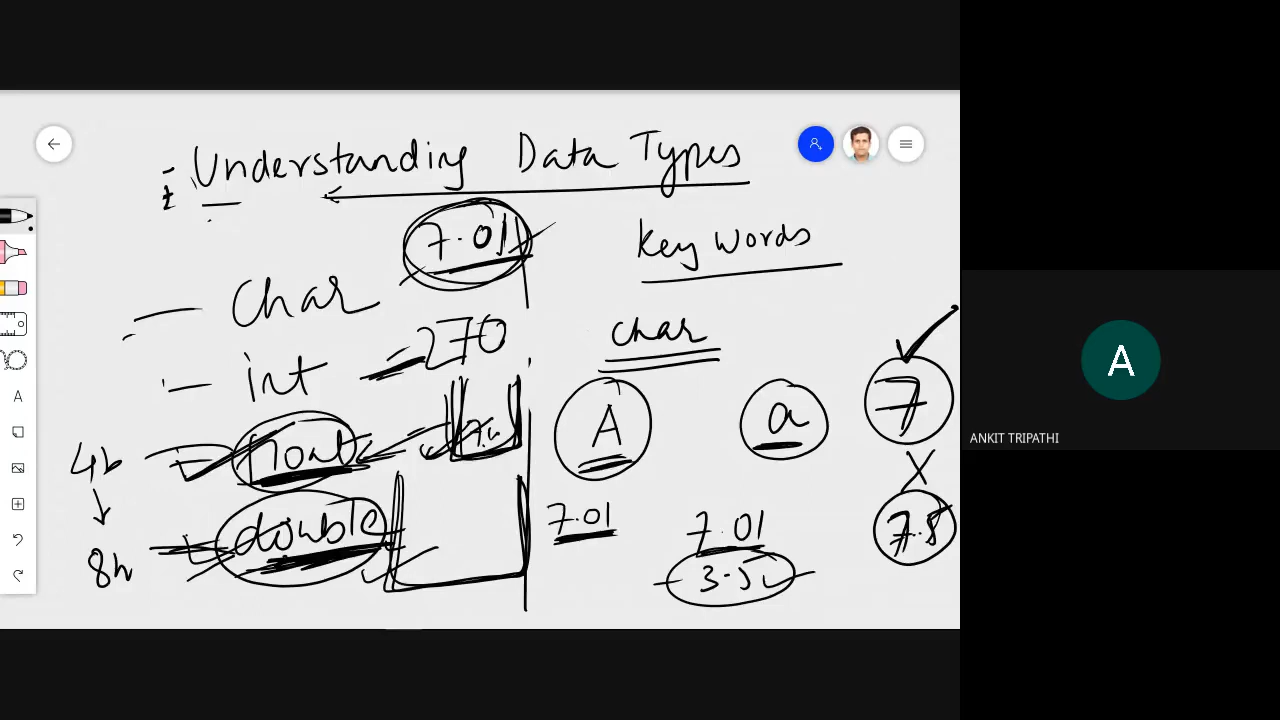 Understanding Data Types
7.01
Key words
- char
270
char
- int
A
a
7
4b
float
7.01
7.01
7.8
double
8b
3.5
A
ANKIT TRIPATHI
A